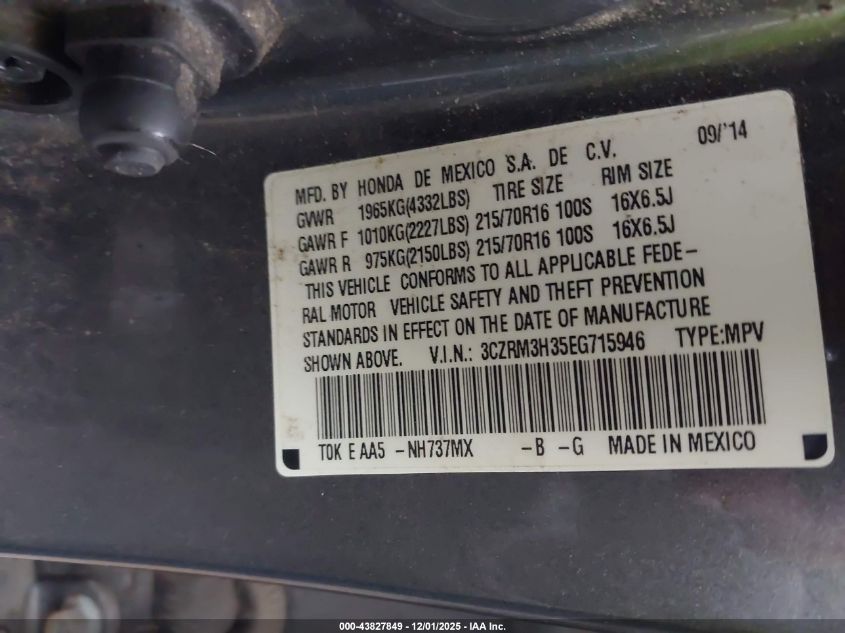 MFD. BY HONDA DE MEXICO S.A. DE C.V. 09/'14
GVWR 1965KG(4332LBS) TIRE SIZE RIM SIZE
GAWR F 1010KG(2227LBS) 215/70R16 100S 16X6.5J
GAWR R 975KG(2150LBS) 215/70R16 100S 16X6.5J
THIS VEHICLE CONFORMS TO ALL APPLICABLE FEDE-
RAL MOTOR VEHICLE SAFETY AND THEFT PREVENTION
STANDARDS IN EFFECT ON THE DATE OF MANUFACTURE
SHOWN ABOVE. V.I.N.: 3CZRM3H35EG715946 TYPE:MPV
T0K E AA5 -NH737MX -B -G MADE IN MEXICO
000-43827849 - 12/01/2025 - IAA Inc.